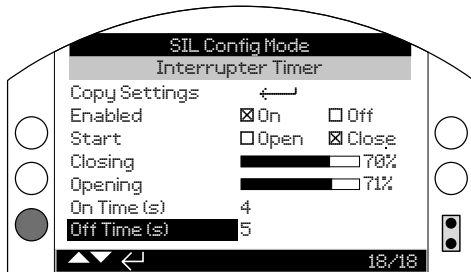 SIL Config Mode
Interrupter Timer
Copy Settings
Enabled On Off
Start Open Close
Closing 70%
Opening 71%
On Time (s) 4
Off Time (s) 5
18/18